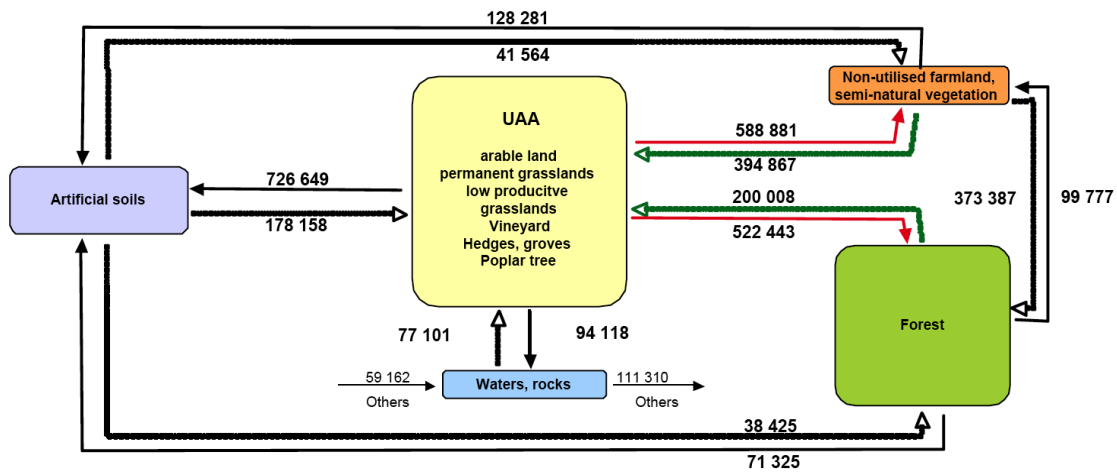 128 281
41 564
Non-utilised farmland,
semi-natural vegetation
UAA
arable land
permanent grasslands
low producitve
grasslands
Vineyard
Hedges, groves
Poplar tree
588 881
394 867
Artificial soils
726 649
178 158
200 008
522 443
373 387
99 777
Forest
77 101
94 118
59 162
Others
Waters, rocks
111 310
Others
38 425
71 325